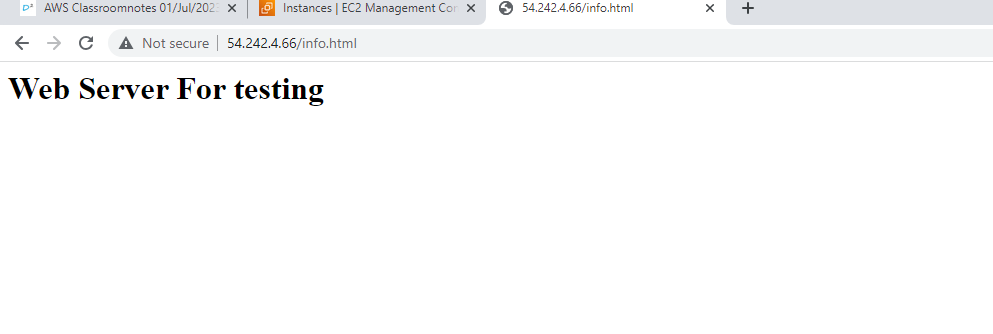 AWS Classroomnotes 01/Jul/202
Instances | EC2 Management Con
54.242.4.66/info.html
Not secure
54.242.4.66/info.html
Web Server For testing